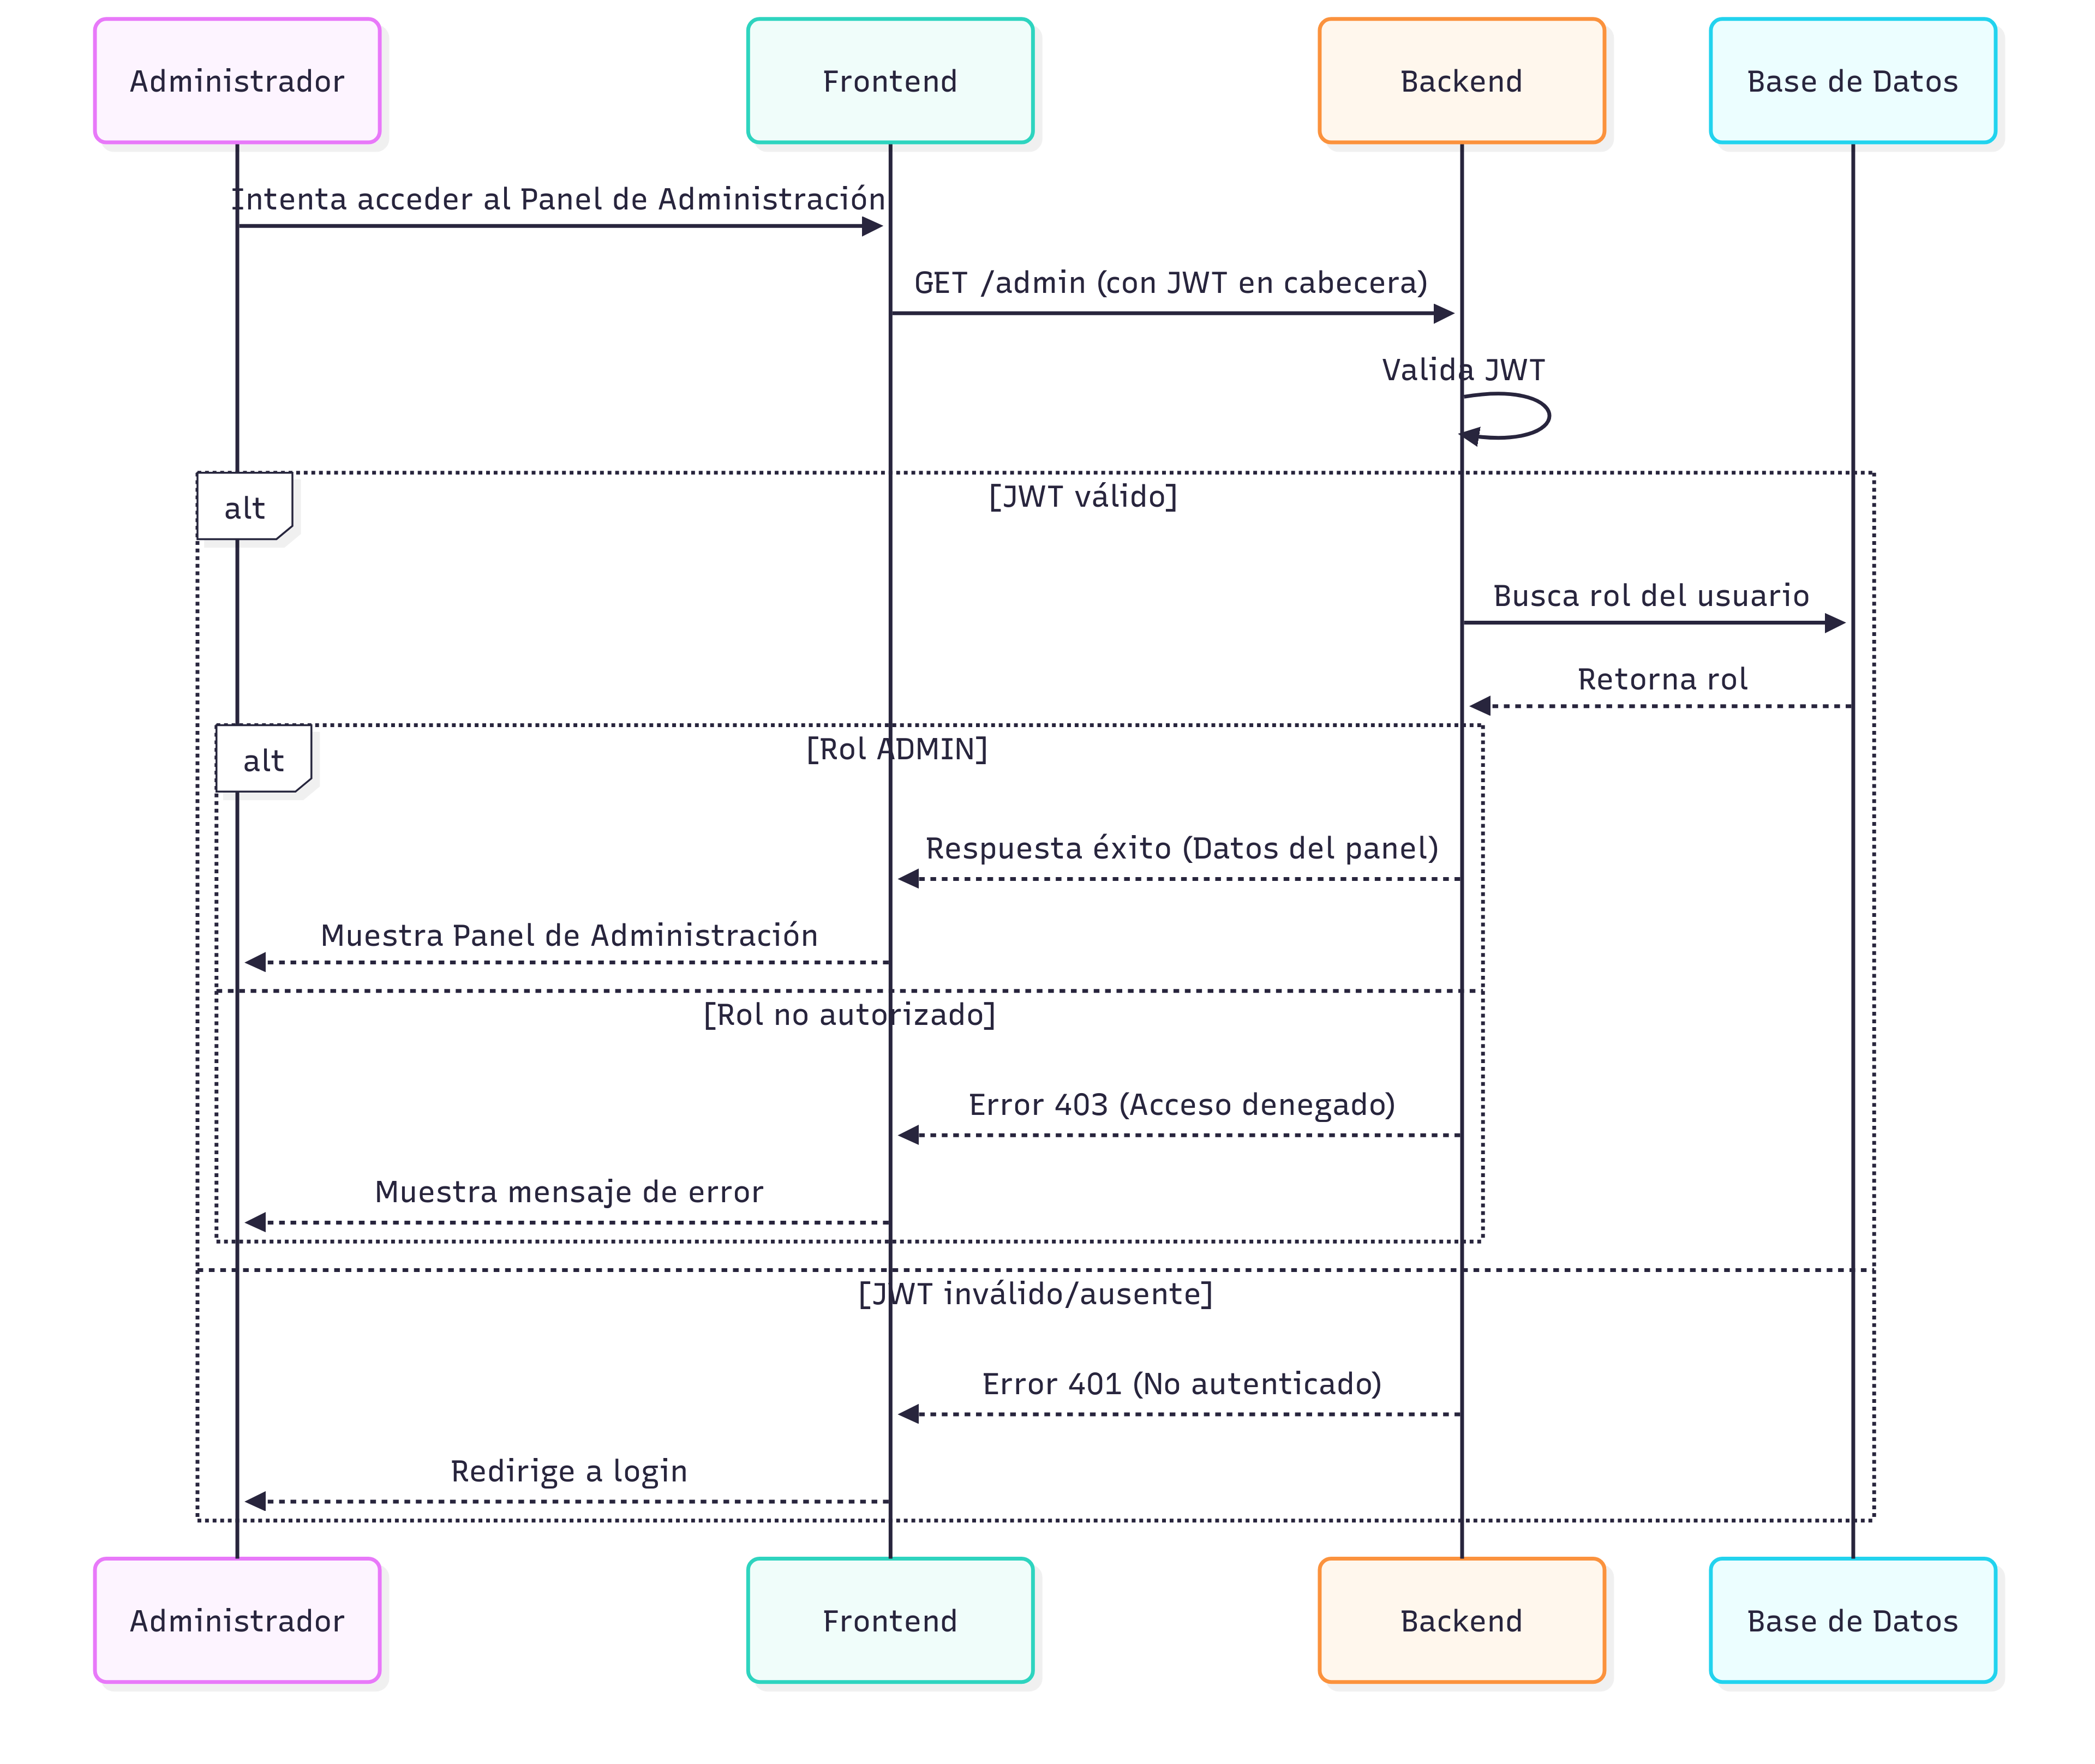 Administrador
Frontend
Backend
Base de Datos
Intenta acceder al Panel de Administración
GET /admin (con JWT en cabecera)
Valida JWT
alt
[JWT válido]
Busca rol del usuario
Retorna rol
alt
[Rol ADMIN]
Respuesta éxito (Datos del panel)
Muestra Panel de Administración
[Rol no autorizado]
Error 403 (Acceso denegado)
Muestra mensaje de error
[JWT inválido/ausente]
Error 401 (No autenticado)
Redirige a login
Administrador
Frontend
Backend
Base de Datos